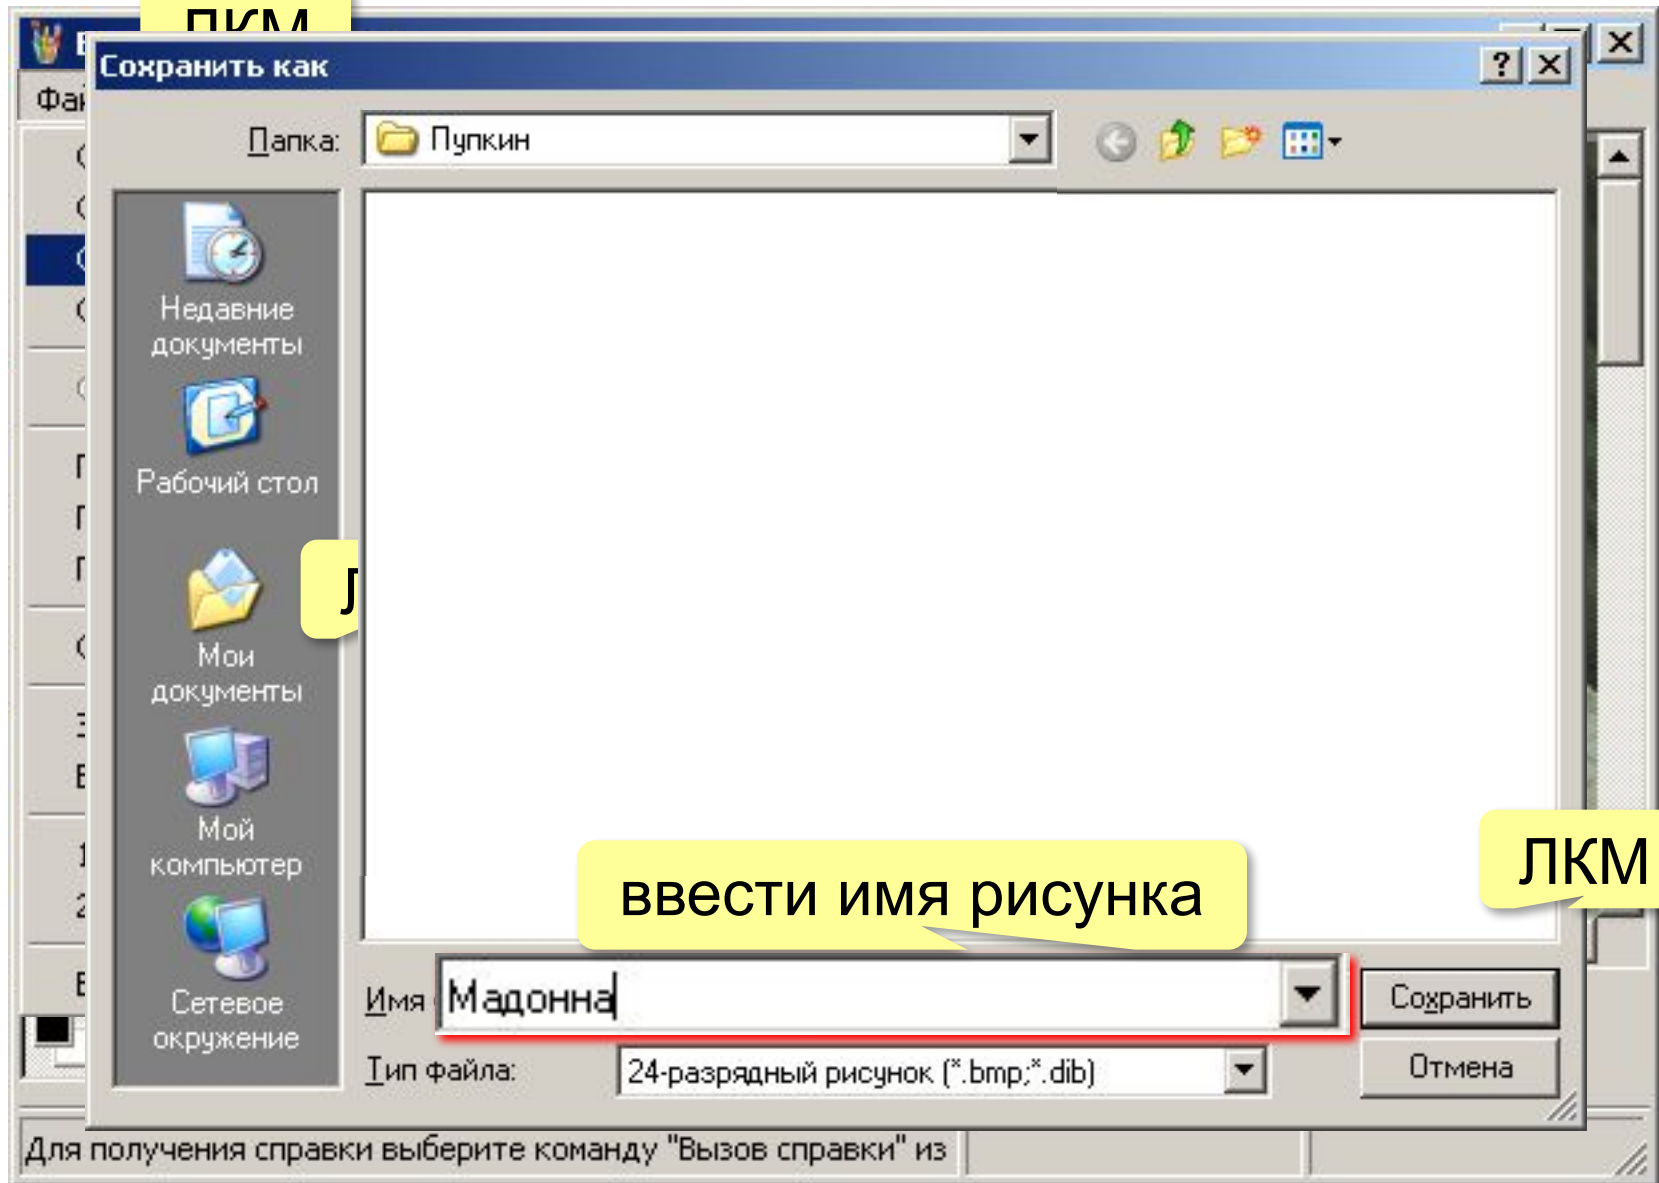 ЛКМ
Сохранить как
Фай
Папка: Пупкин
Недавние
документы
Рабочий стол
Мои
документы
Мой
компьютер
Сетевое
окружение
ЛКМ
ввести имя рисунка
Имя Мадонна
Сохранить
Тип файла: 24-разрядный рисунок (*.bmp;*.dib)
Отмена
Для получения справки выберите команду "Вызов справки" из